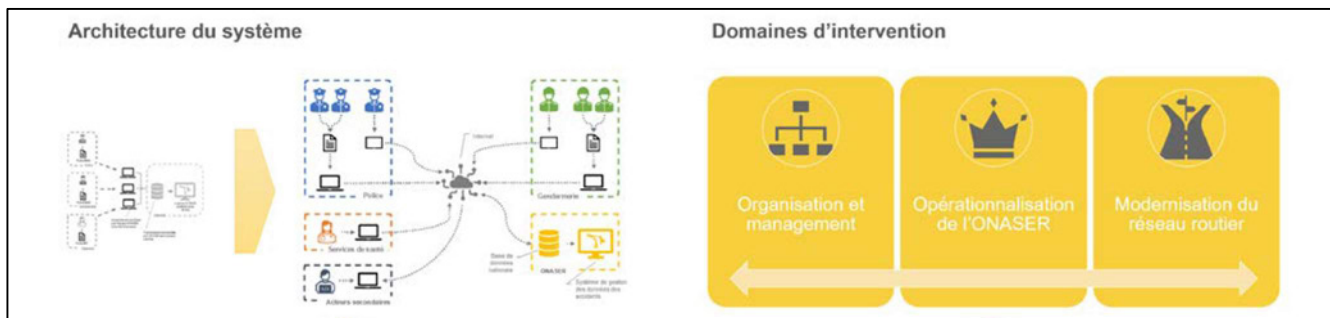 Architecture du système
Internet
Police
Gendarmerie
Services de santé
Base de
données
nationale
ONASER
Système de gestion
des données des
accidents
Acteurs secondaires
Domaines d'intervention
Organisation et
management
Opérationnalisation
de l'ONASER
Modernisation du
réseau routier